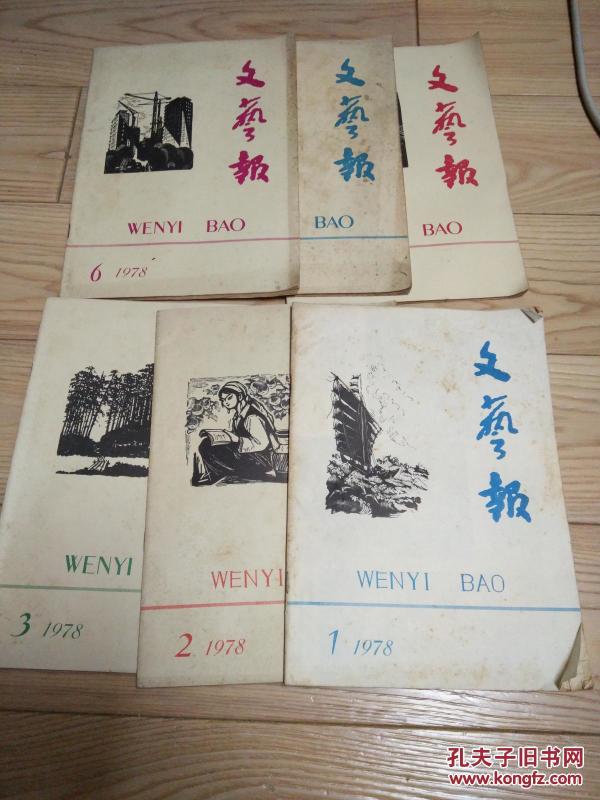 文藝報
WENYI BAO
6 1978
文藝報
BAO
文藝報
BAO
WENYI
3 1978
WENYI
2 1978
文藝報
WENYI BAO
1 1978
孔夫子旧书网
www.kongfz.com